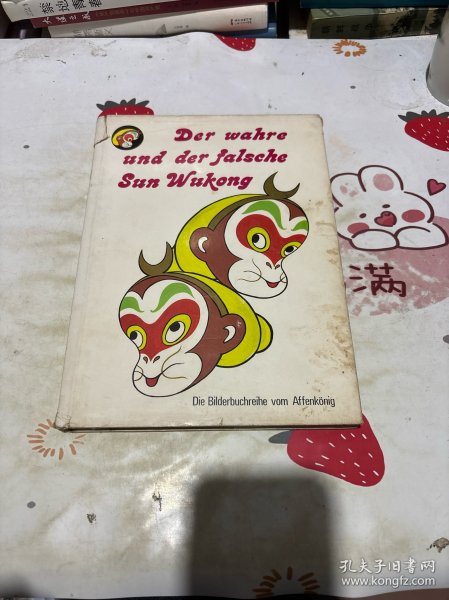 Der wahre
und der falsche
Sun Wukong
Die Bilderbuchreihe vom Affenkönig
满
孔夫子旧书网
www.kongfz.com